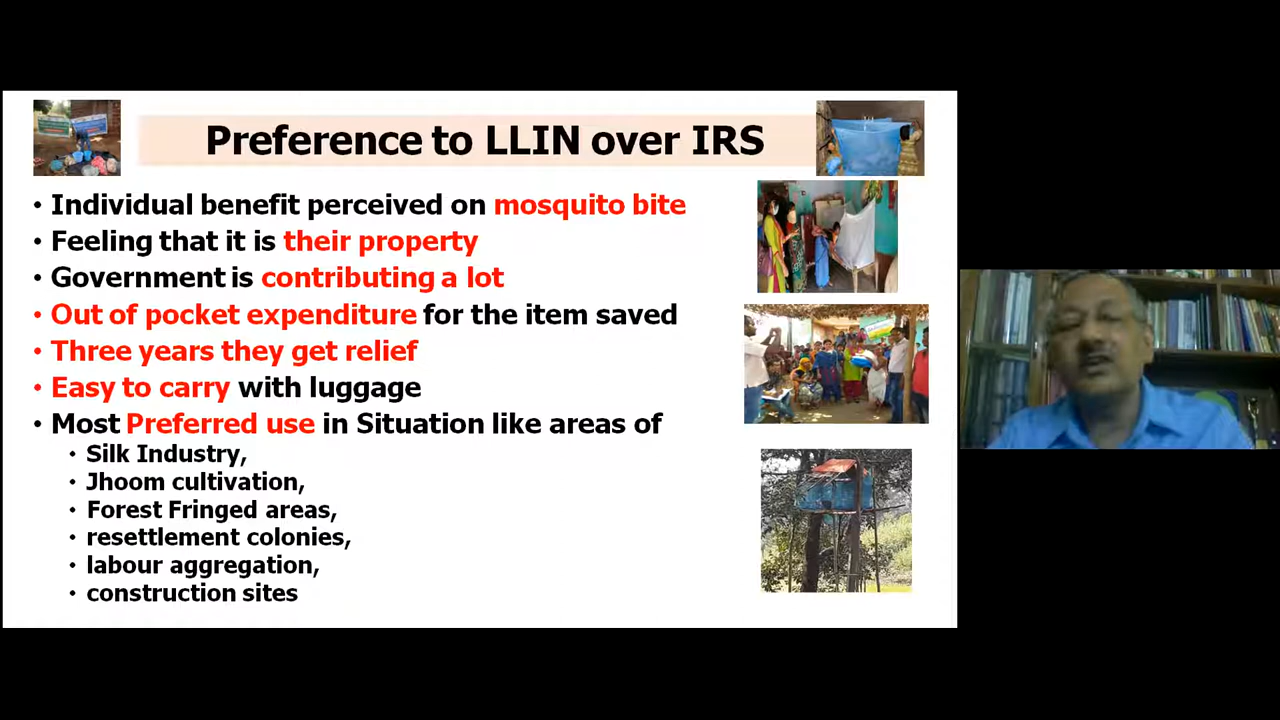 Preference to LLIN over IRS
• Individual benefit perceived on mosquito bite
• Feeling that it is their property
• Government is contributing a lot
• Out of pocket expenditure for the item saved
• Three years they get relief
• Easy to carry with luggage
• Most Preferred use in Situation like areas of
• Silk Industry,
• Jhoom cultivation,
• Forest Fringed areas,
• resettlement colonies,
• labour aggregation,
• construction sites